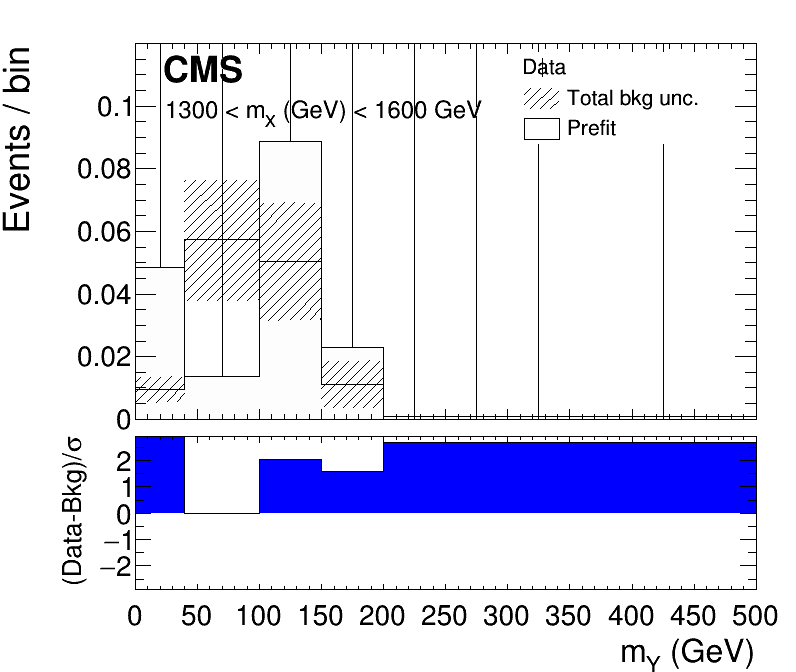 Events / bin
CMS
1300 < mX (GeV) < 1600 GeV
Data
Total bkg unc.
Prefit
0.1
0.08
0.06
0.04
0.02
0
(Data-Bkg)/σ
2
1
0
−1
−2
0 50 100 150 200 250 300 350 400 450 500
mY (GeV)